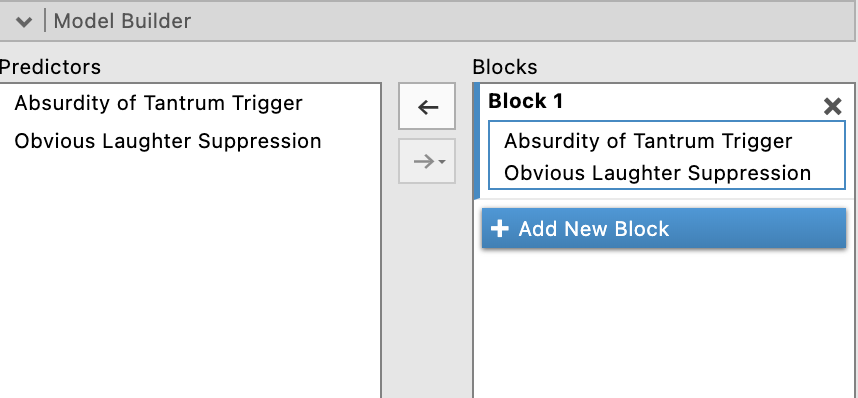 Model Builder
Predictors
Absurdity of Tantrum Trigger
Obvious Laughter Suppression
Blocks
Block 1
Absurdity of Tantrum Trigger
Obvious Laughter Suppression
Add New Block